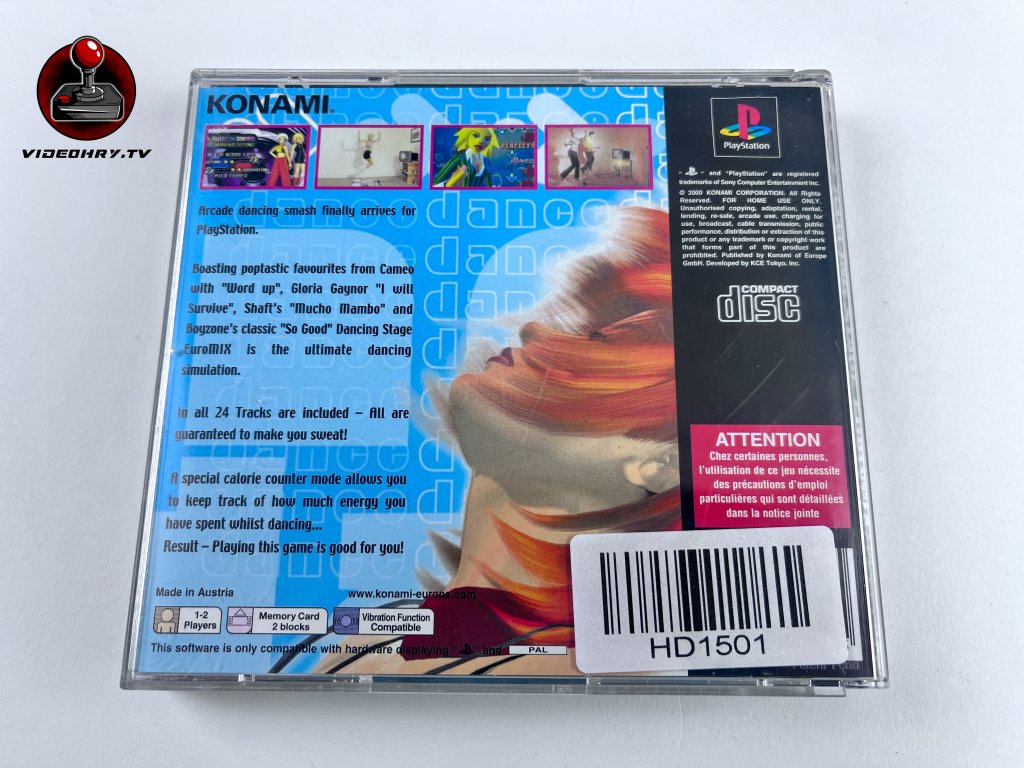 VIDEOHRY.TV
KONAMI
PERFECT!
Arcade dancing smash finally arrives for
PlayStation.
Boasting poptastic favourites from Cameo
with "Word up", Gloria Gaynor "I will
Survive", Shaft's "Mucho Mambo" and
Boyzone's classic "So Good" Dancing Stage
EuroMIX is the ultimate dancing
simulation.
In all 24 Tracks are included – All are
guaranteed to make you sweat!
A special calorie counter mode allows you
to keep track of how much energy you
have spent whilst dancing...
Result – Playing this game is good for you!
Made in Austria
www.konami-europe.com
1-2
Players
Memory Card
2 blocks
Vibration Function
Compatible
This software is only compatible with hardware displaying " " and PAL
PlayStation
" " and "PlayStation" are registered
trademarks of Sony Computer Entertainment Inc.
© 2000 KONAMI CORPORATION. All Rights
Reserved. FOR HOME USE ONLY.
Unauthorised copying, adaptation, rental,
lending, re-sale, arcade use, charging for
use, broadcast, cable transmission, public
performance, distribution or extraction of this
product or any trademark or copyright work
that forms part of this product are
prohibited. Published by Konami of Europe
GmbH. Developed by KCE Tokyo, Inc.
COMPACT
disc
ATTENTION
Chez certaines personnes,
l'utilisation de ce jeu nécessite
des précautions d'emploi
particulières qui sont détaillées
dans la notice jointe
HD1501
dance